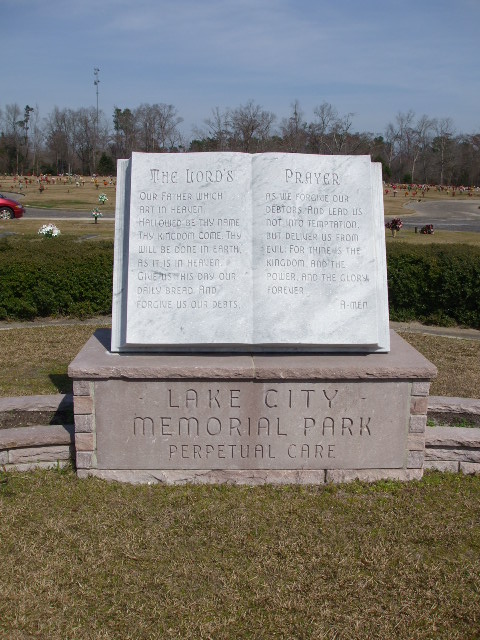 The Lord's
Our Father which
art in heaven
Hallowed be thy name
Thy kingdom come. Thy
will be done in earth,
as it is in heaven.
Give us this day our
daily bread. And
forgive us our debts,
Prayer
as we forgive our
debtors. And lead us
not into temptation,
but deliver us from
evil: For thine is the
kingdom, and the
power, and the glory,
forever.
A-men
LAKE CITY
MEMORIAL PARK
PERPETUAL CARE